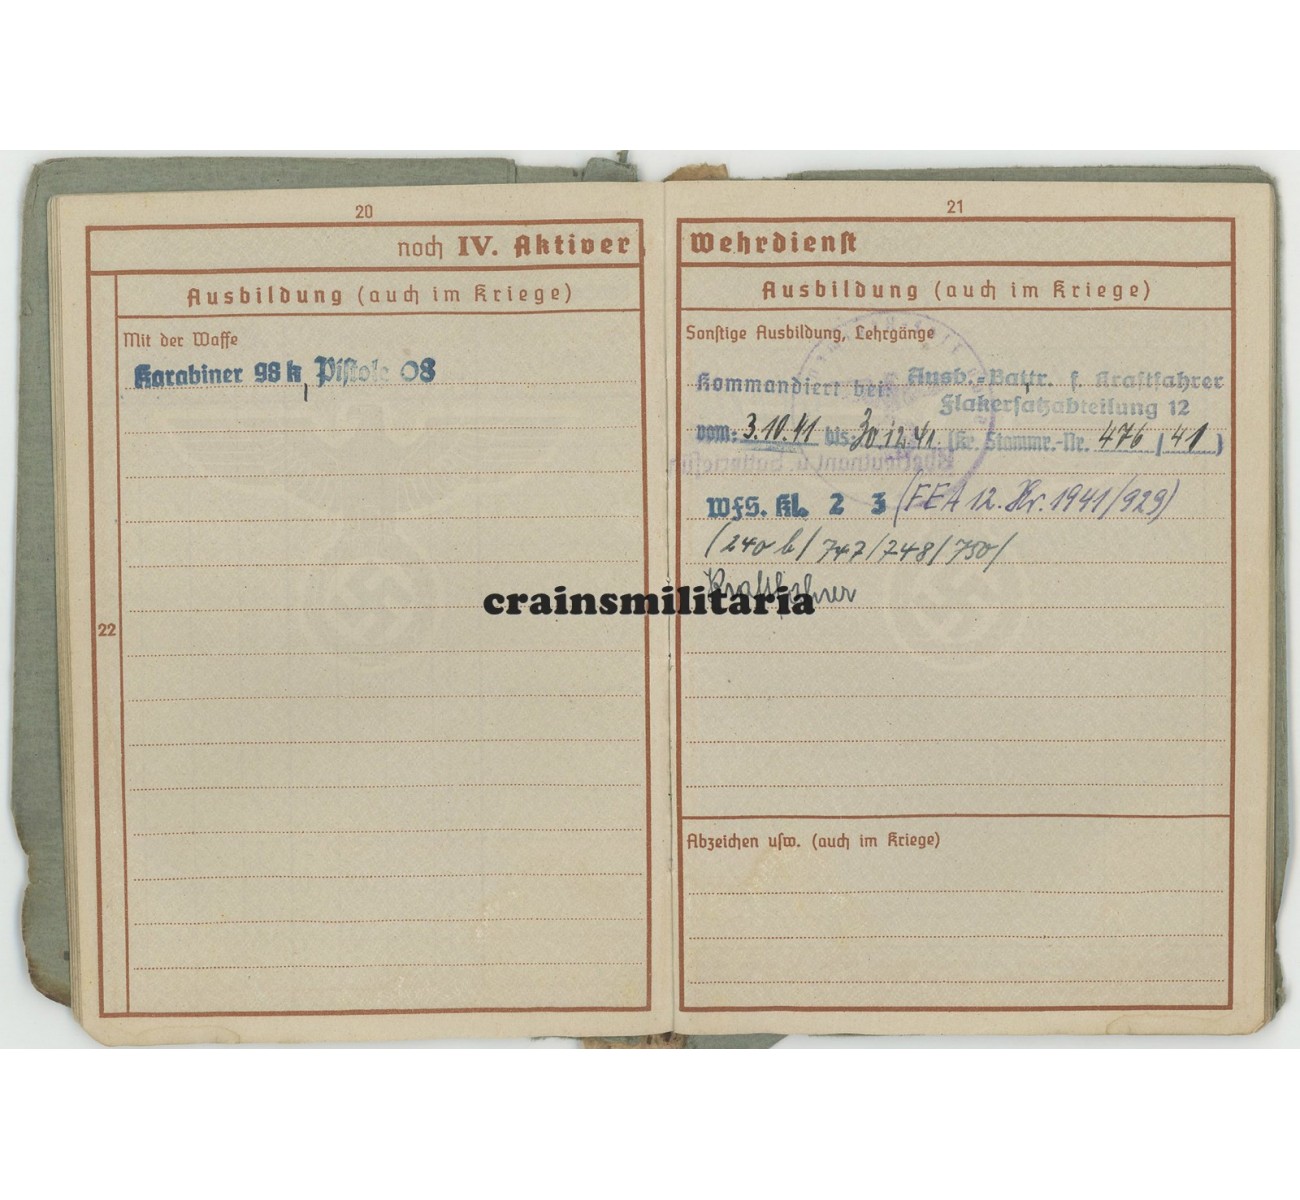 20
noch IV. Aktiver
Ausbildung (auch im Kriege)
Mit der Waffe
Karabiner 98 k, Pistole 08
22
21
Wehrdienst
Ausbildung (auch im Kriege)
Sonstige Ausbildung, Lehrgänge
Kommandiert bei: Ausb.-Battr. f. Kraftfahrer
Flakersatzabteilung 12
vom: 3.10.41 bis 20.12.41. (Kr. Stammr.-Nr. 476/41)
WFS. Kl. 2 3 (FEA 12. Nr. 1941/929)
(240 b/747/748/750/
Kraftfahrer
crainsmilitaria
Abzeichen usw. (auch im Kriege)